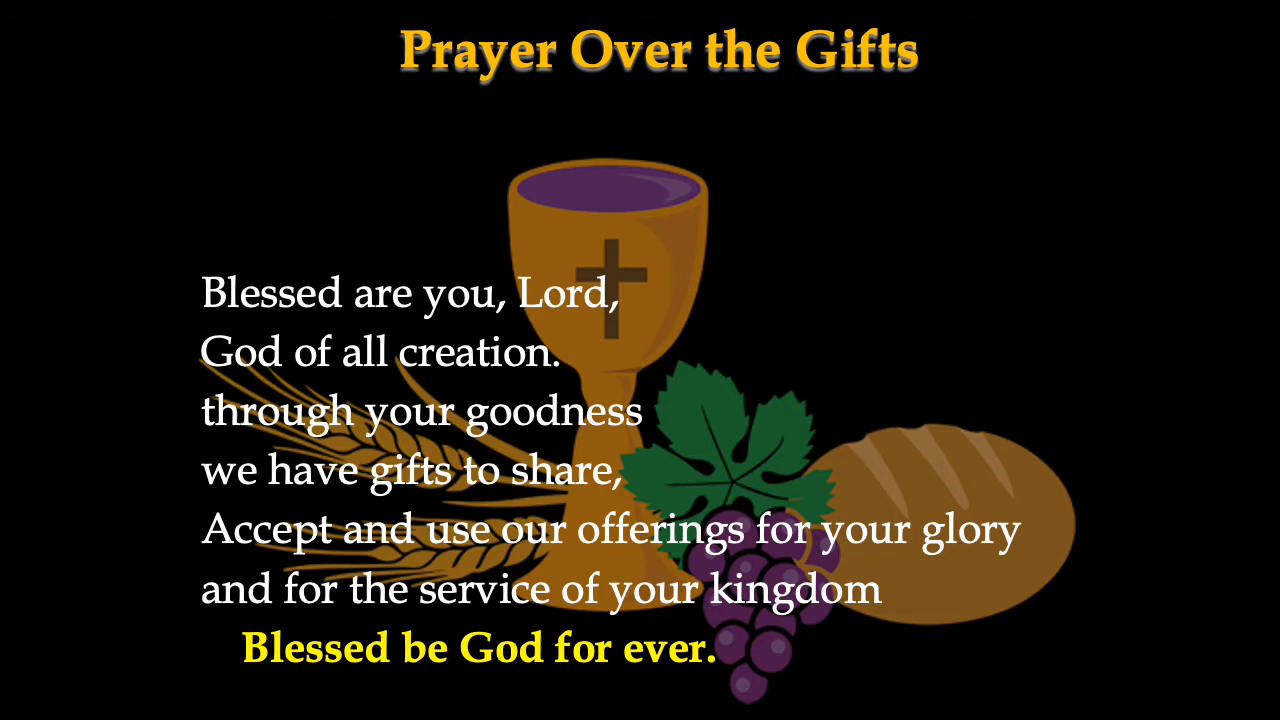 Prayer Over the Gifts
Blessed are you, Lord,
God of all creation.
through your goodness
we have gifts to share,
Accept and use our offerings for your glory
and for the service of your kingdom
Blessed be God for ever.